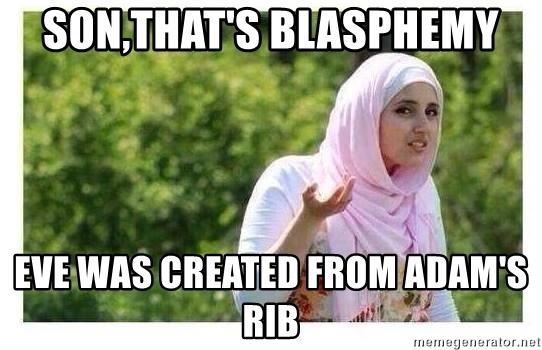 SON,THAT'S BLASPHEMY
EVE WAS CREATED FROM ADAM'S
RIB
memegenerator.net